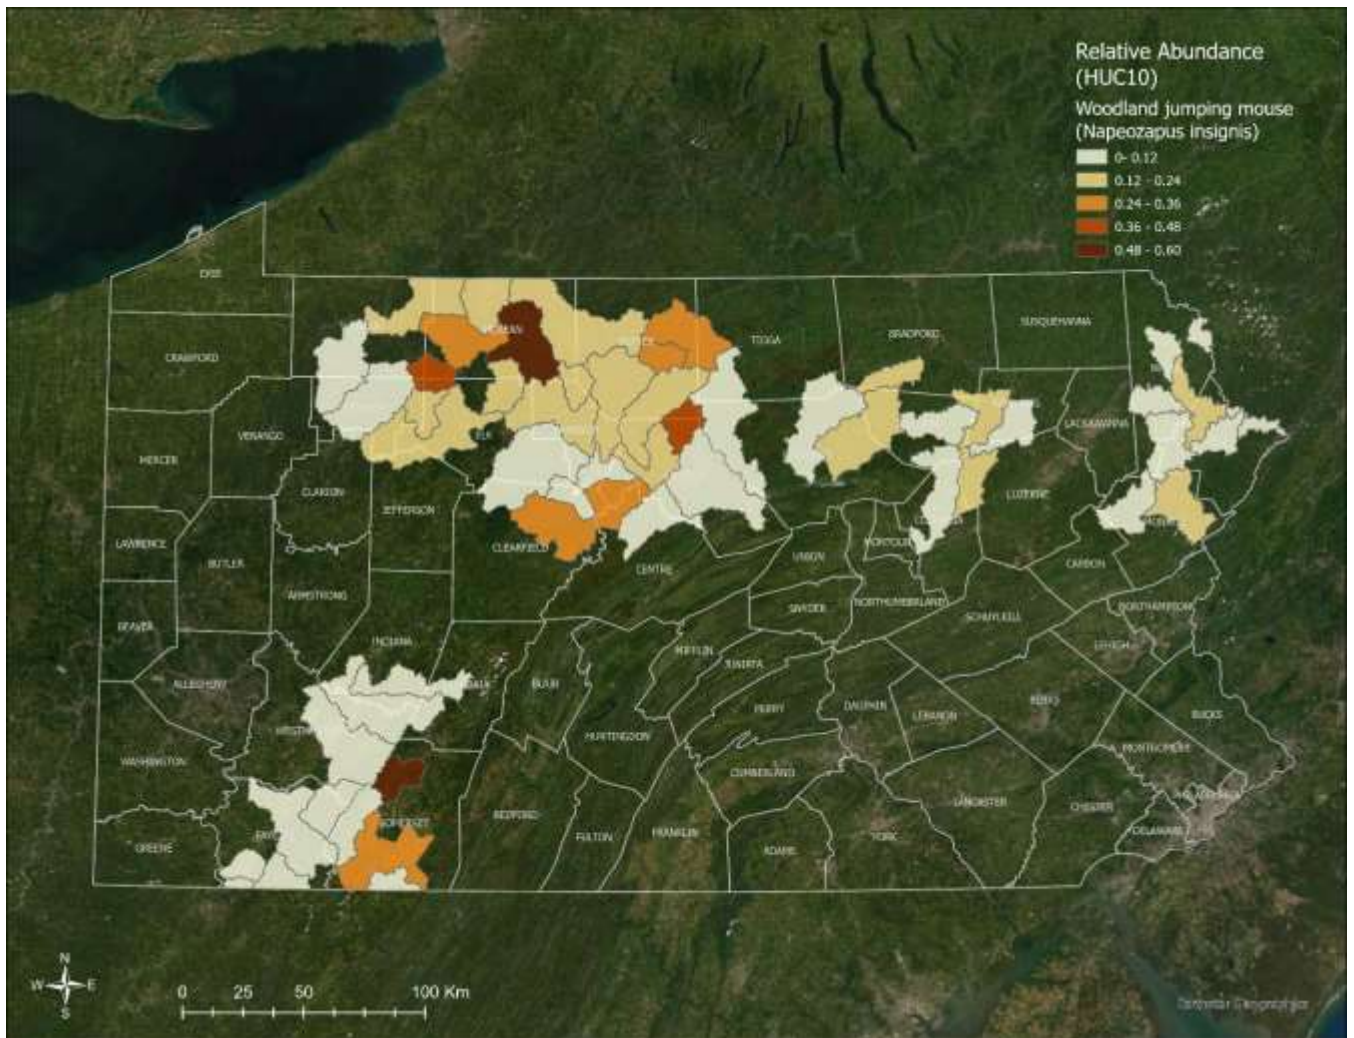 Relative Abundance
(HUC10)
Woodland jumping mouse
(Napeozapus insignis)
0- 0.12
0.12 - 0.24
0.24 - 0.36
0.36 - 0.48
0.48 - 0.60
ERIE
SUSQUEHANNA
BRADFORD
TIOGA
CRAWFORD
LACKAWANNA
VENANGO
ELK
MERCER
CLARION
LUZERNE
JEFFERSON
LAWRENCE
CLEARFIELD
MONTOUR
BUTLER
UNION
CENTRE
CARBON
ARMSTRONG
SNYDER
NORTHUMBERLAND
NORTHAMPTON
BEAVER
SCHUYLKILL
INDIANA
LEHIGH
MIFFLIN
JUNIATA
ALLEGHENY
BLAIR
BERKS
PERRY
DAUPHIN
LEBANON
BUCKS
HUNTINGDON
MONTGOMERY
WASHINGTON
CUMBERLAND
LANCASTER
CHESTER
BEDFORD
SOMERSET
FULTON
FRANKLIN
YORK
DELAWARE
GREENE
ADAMS
N
W E
S
0 25 50 100 Km
Earthstar Geographics